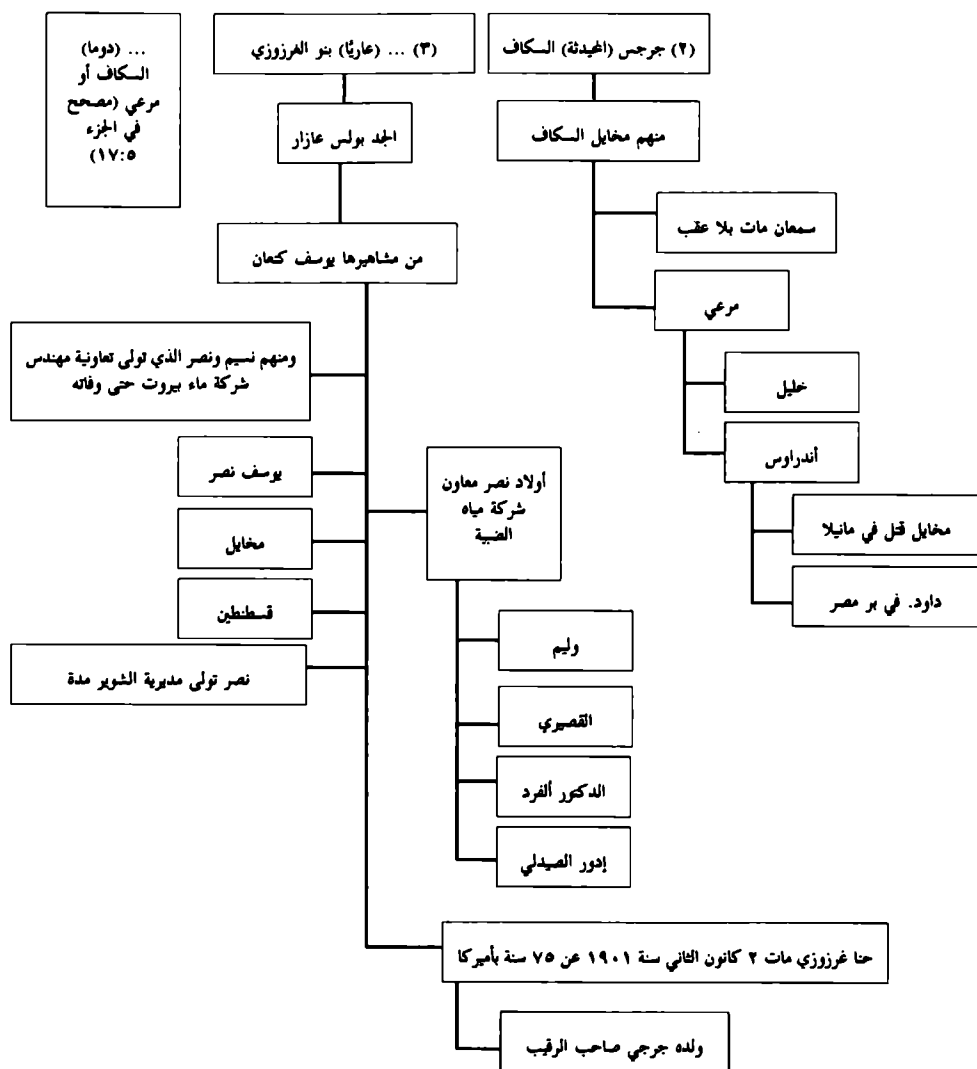 (٢) جرجس (المحيدثة) السكاف
منهم مخايل السكاف
سمعان مات بلا عقب
مرعي
خليل
أندراوس
مخايل قتل في مانيلا
داود. في بر مصر
(٣) ... (عاريّا) بنو الغرزوزي
الجد بولس عازار
من مشاهيرها يوسف كنعان
ومنهم نسيم ونصر الذي تولى تعاونية مهندس
شركة ماء بيروت حتى وفاته
يوسف نصر
مخايل
قسطنطين
نصر تولى مديرية الشوير مدة
أولاد نصر معاون
شركة مياه
الضبية
وليم
القصيري
الدكتور ألفرد
إدور الصيدلي
حنا غرزوزي مات ٢ كانون الثاني سنة ١٩٠١ عن ٧٥ سنة بأميركا
ولده جرجي صاحب الرقيب
... (دوما)
السكاف أو
مرعي (مصحح
في الجزء
١٧:٥)